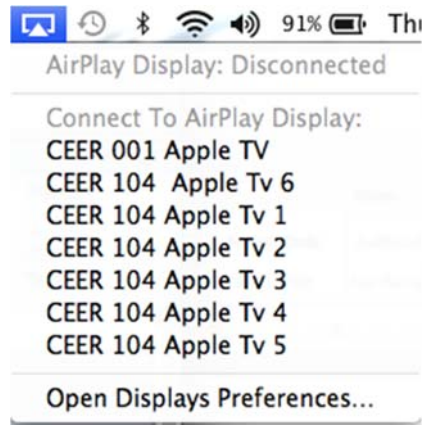 91% Thu
AirPlay Display: Disconnected
Connect To AirPlay Display:
CEER 001 Apple TV
CEER 104  Apple Tv 6
CEER 104 Apple Tv 1
CEER 104 Apple Tv 2
CEER 104 Apple Tv 3
CEER 104 Apple Tv 4
CEER 104 Apple Tv 5
Open Displays Preferences...